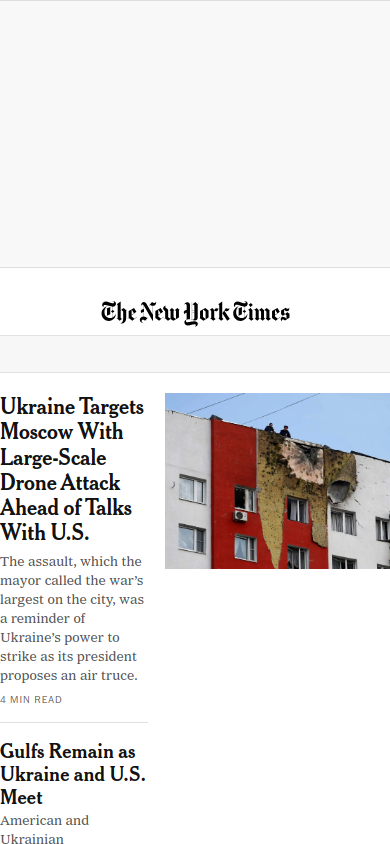 The New York Times
Ukraine Targets
Moscow With
Large-Scale
Drone Attack
Ahead of Talks
With U.S.
The assault, which the
mayor called the war's
largest on the city, was
a reminder of
Ukraine's power to
strike as its president
proposes an air truce.
4 MIN READ
Gulfs Remain as
Ukraine and U.S.
Meet
American and
Ukrainian